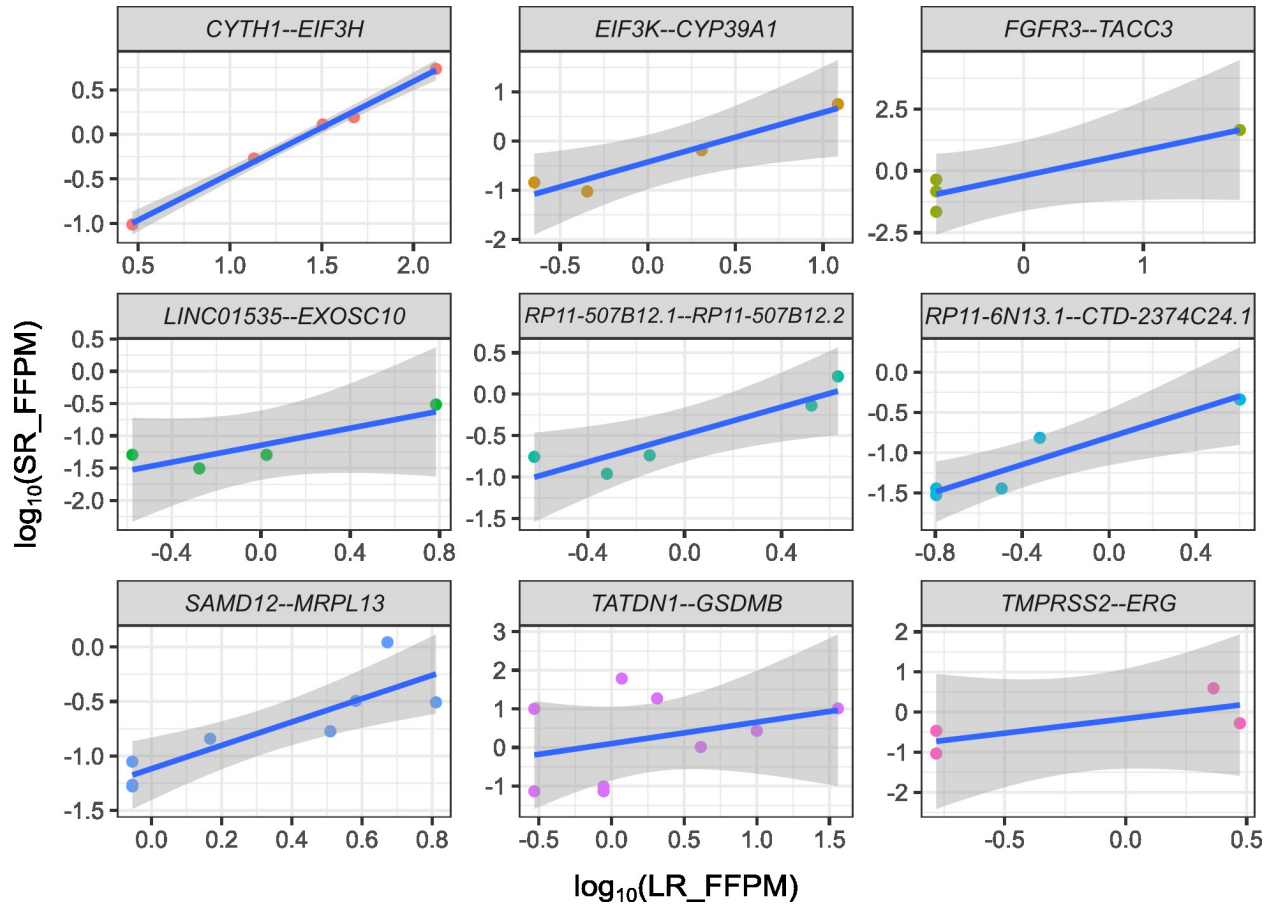 CYTH1--EIF3H
EIF3K--CYP39A1
FGFR3--TACC3
0.5
0.0
-0.5
-1.0
0.5 1.0 1.5 2.0
1
0
-1
-2
-0.5 0.0 0.5 1.0
2.5
0.0
-2.5
0 1
LINC01535--EXOSC10
RP11-507B12.1--RP11-507B12.2
RP11-6N13.1--CTD-2374C24.1
0.5
0.0
-0.5
-1.0
-1.5
-2.0
-0.4 0.0 0.4 0.8
0.5
0.0
-0.5
-1.0
-1.5
-0.4 0.0 0.4
0.0
-0.5
-1.0
-1.5
-0.8 -0.4 0.0 0.4
SAMD12--MRPL13
TATDN1--GSDMB
TMPRSS2--ERG
0.0
-0.5
-1.0
-1.5
0.0 0.2 0.4 0.6 0.8
3
2
1
0
-1
-0.5 0.0 0.5 1.0 1.5
2
1
0
-1
-2
-0.5 0.0 0.5
log₁₀(SR_FFPM)
log₁₀(LR_FFPM)